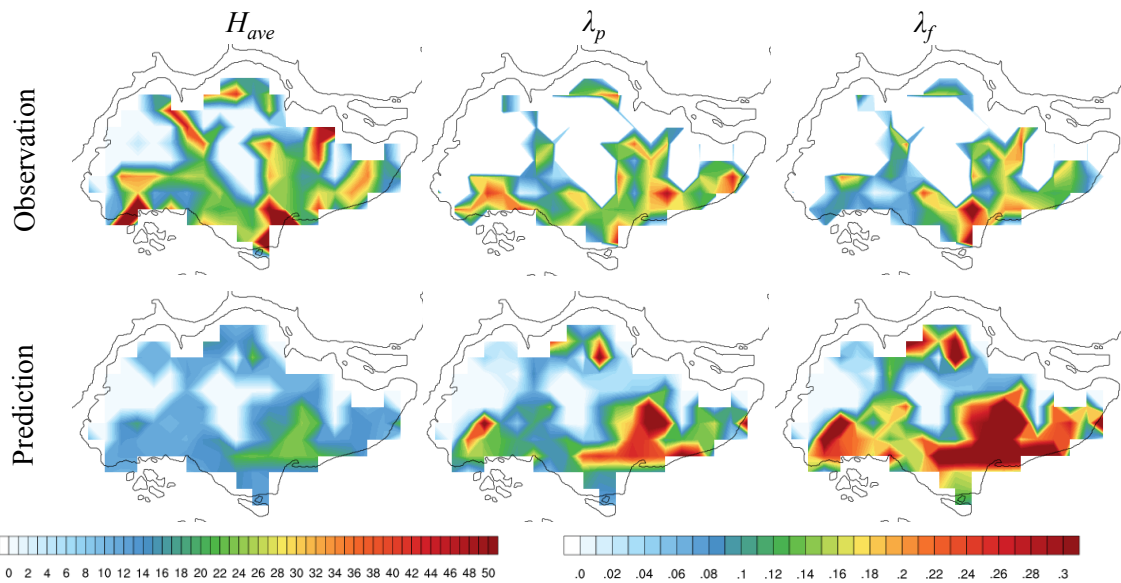 H_ave λ_p λ_f
Observation
Prediction
0 2 4 6 8 10 12 14 16 18 20 22 24 26 28 30 32 34 36 38 40 42 44 46 48 50
.0 .02 .04 .06 .08 .1 .12 .14 .16 .18 .2 .22 .24 .26 .28 .3